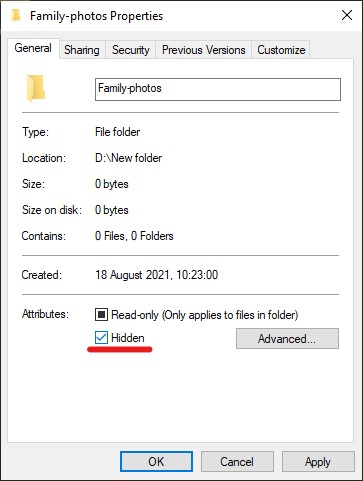 Family-photos Properties
General Sharing Security Previous Versions Customize
Family-photos
Type: File folder
Location: D:\New folder
Size: 0 bytes
Size on disk: 0 bytes
Contains: 0 Files, 0 Folders
Created: 18 August 2021, 10:23:00
Attributes: Read-only (Only applies to files in folder)
Hidden Advanced...
OK Cancel Apply